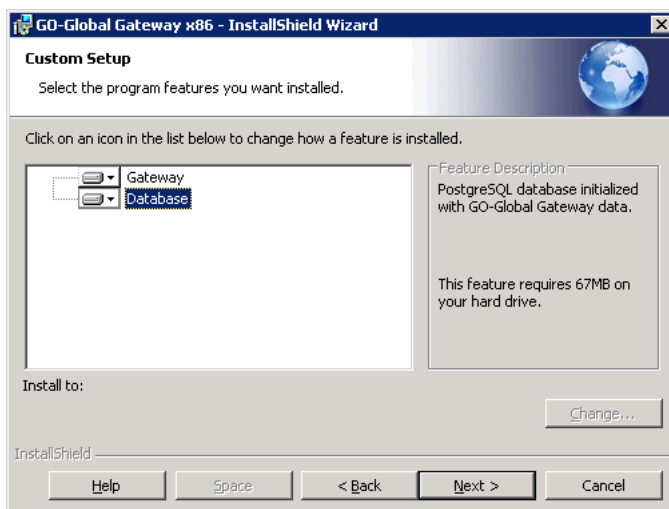 GO-Global Gateway x86 - InstallShield Wizard
Custom Setup
Select the program features you want installed.
Click on an icon in the list below to change how a feature is installed.
Gateway
Database
Feature Description
PostgreSQL database initialized
with GO-Global Gateway data.
This feature requires 67MB on
your hard drive.
Install to:
Change...
InstallShield
Help
Space
< Back
Next >
Cancel